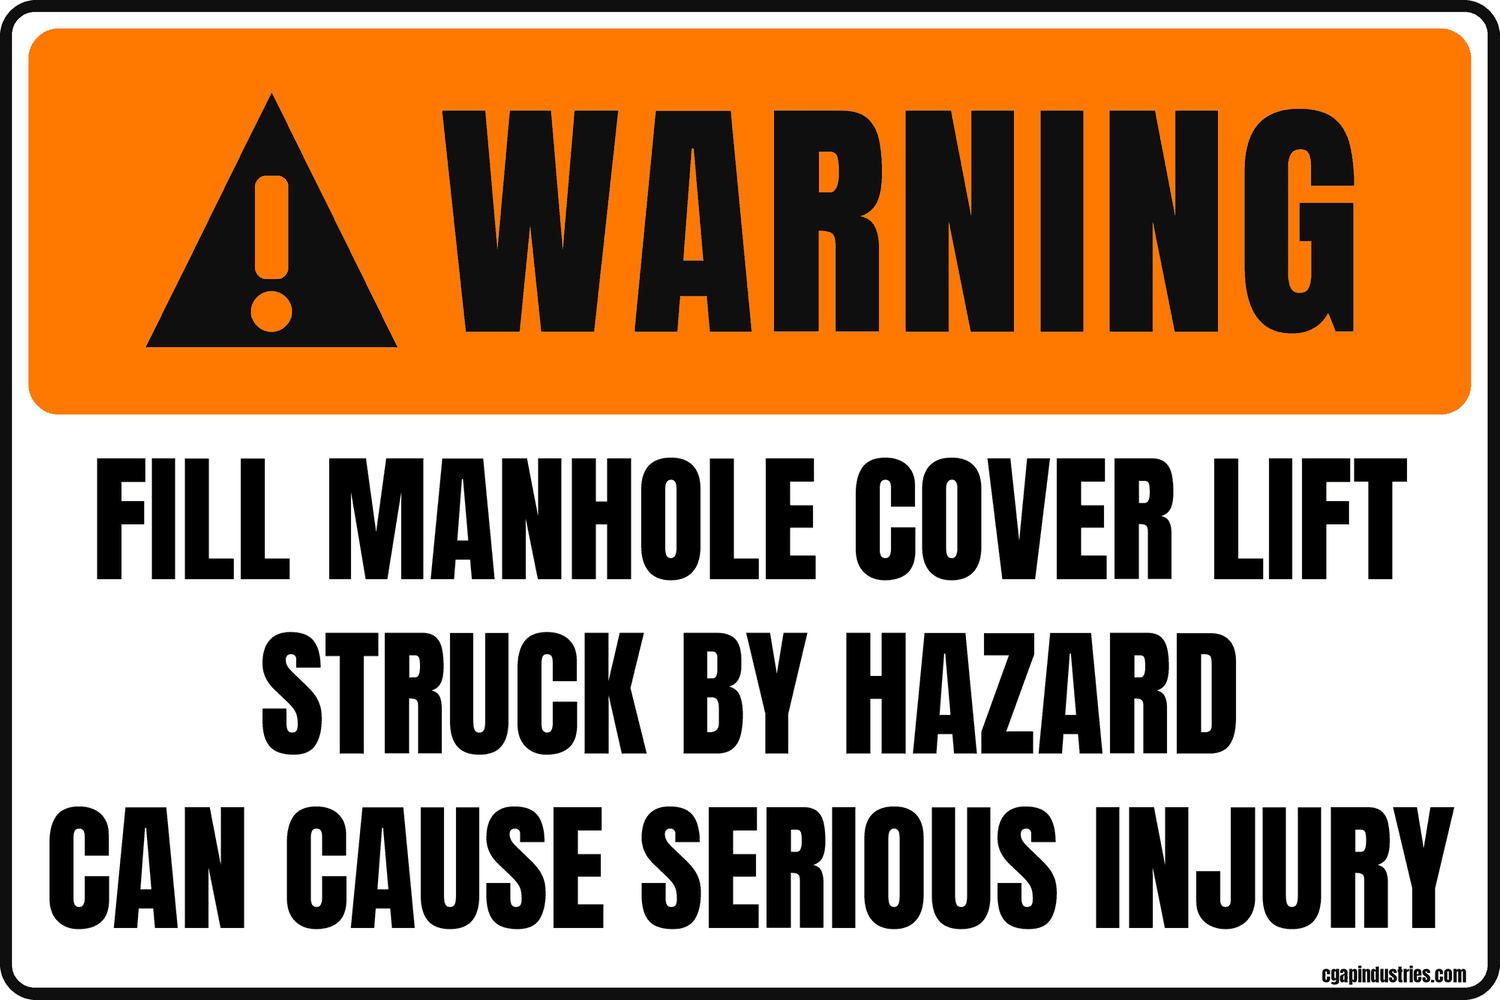 WARNING
FILL MANHOLE COVER LIFT
STRUCK BY HAZARD
CAN CAUSE SERIOUS INJURY
cgapindustries.com